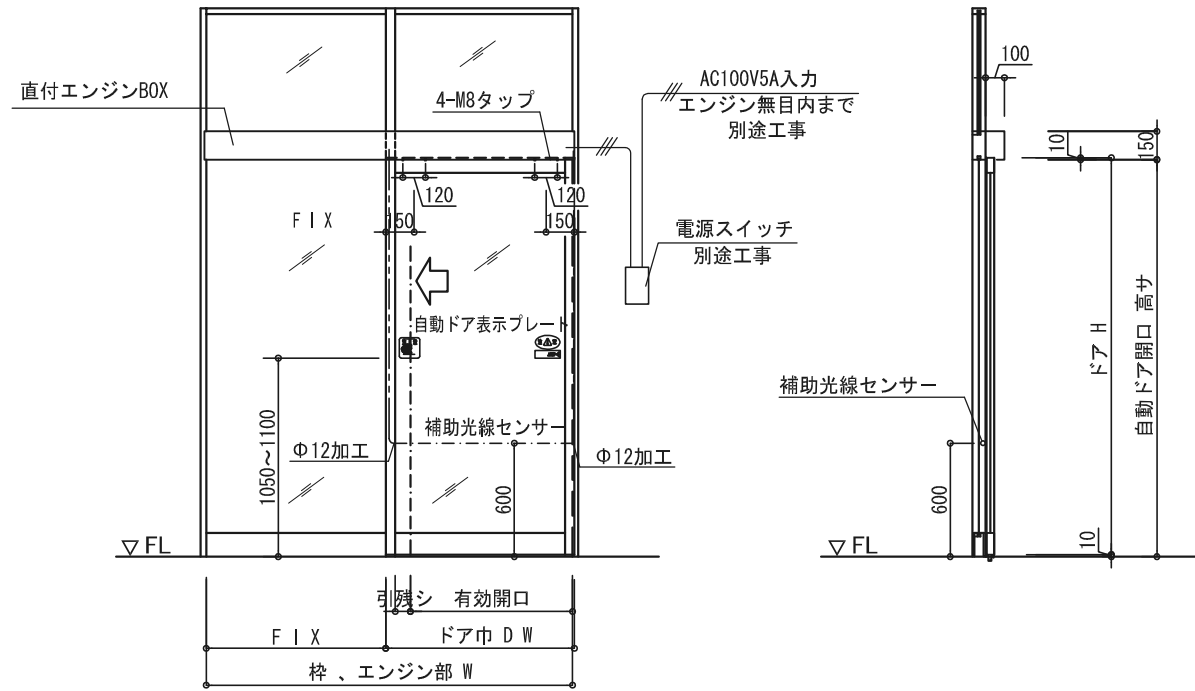 直付エンジンBOX
4-M8タップ
AC100V5A入力
エンジン無目内まで
別途工事
100
10
150
120
120
150
150
FIX
電源スイッチ
別途工事
自動ドア表示プレート
ドア H
自動ドア開口 高サ
補助光線センサー
1050~1100
Φ12加工
補助光線センサー
Φ12加工
600
600
10
▽FL
▽FL
引残シ 有効開口
FIX
ドア巾 DW
枠、エンジン部 W